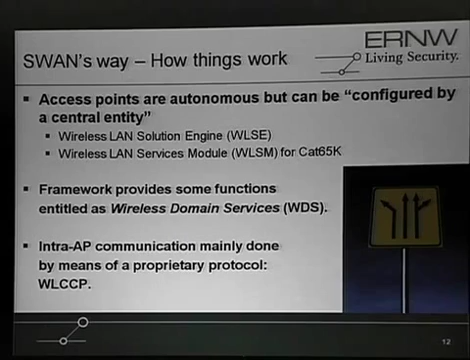 ERNW
SWAN's way – How things work
Living Security.
Access points are autonomous but can be "configured by
a central entity"
Wireless LAN Solution Engine (WLSE)
Wireless LAN Services Module (WLSM) for Cat65K
Framework provides some functions
entitled as Wireless Domain Services (WDS).
Intra-AP communication mainly done
by means of a proprietary protocol:
WLCCP.
12